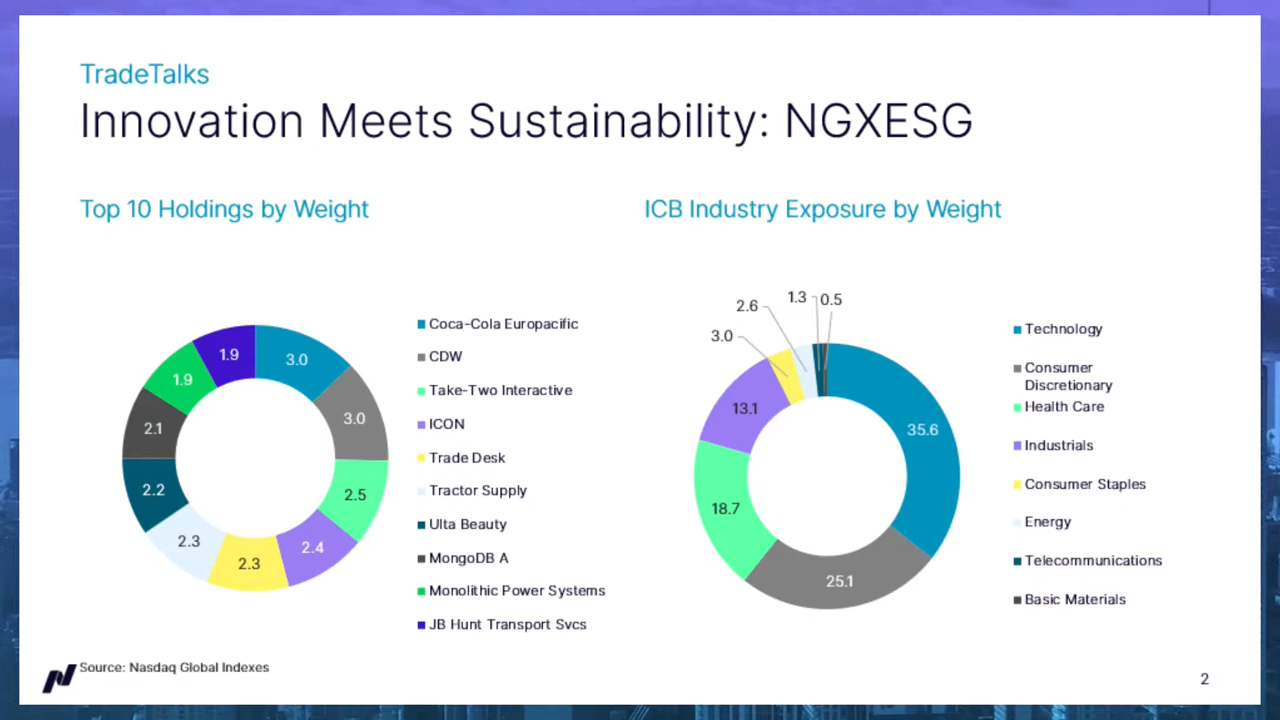 TradeTalks
Innovation Meets Sustainability: NGXESG
Top 10 Holdings by Weight
3.0
3.0
2.5
2.4
2.3
2.3
2.2
2.1
1.9
1.9
Coca-Cola Europacific
CDW
Take-Two Interactive
ICON
Trade Desk
Tractor Supply
Ulta Beauty
MongoDB A
Monolithic Power Systems
JB Hunt Transport Svcs
ICB Industry Exposure by Weight
35.6
25.1
18.7
13.1
3.0
2.6
1.3
0.5
Technology
Consumer
Discretionary
Health Care
Industrials
Consumer Staples
Energy
Telecommunications
Basic Materials
Source: Nasdaq Global Indexes
2